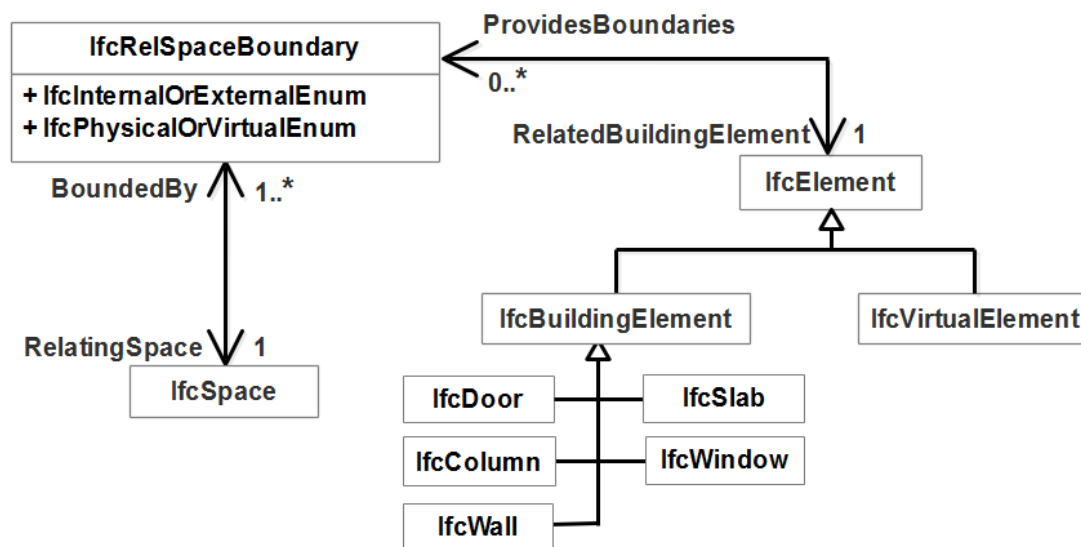 IfcRelSpaceBoundary
+ IfcInternalOrExternalEnum
+ IfcPhysicalOrVirtualEnum
ProvidesBoundaries
0..*
RelatedBuildingElement 1
IfcElement
BoundedBy 1..*
IfcBuildingElement
IfcVirtualElement
RelatingSpace 1
IfcSpace
IfcDoor
IfcSlab
IfcColumn
IfcWindow
IfcWall